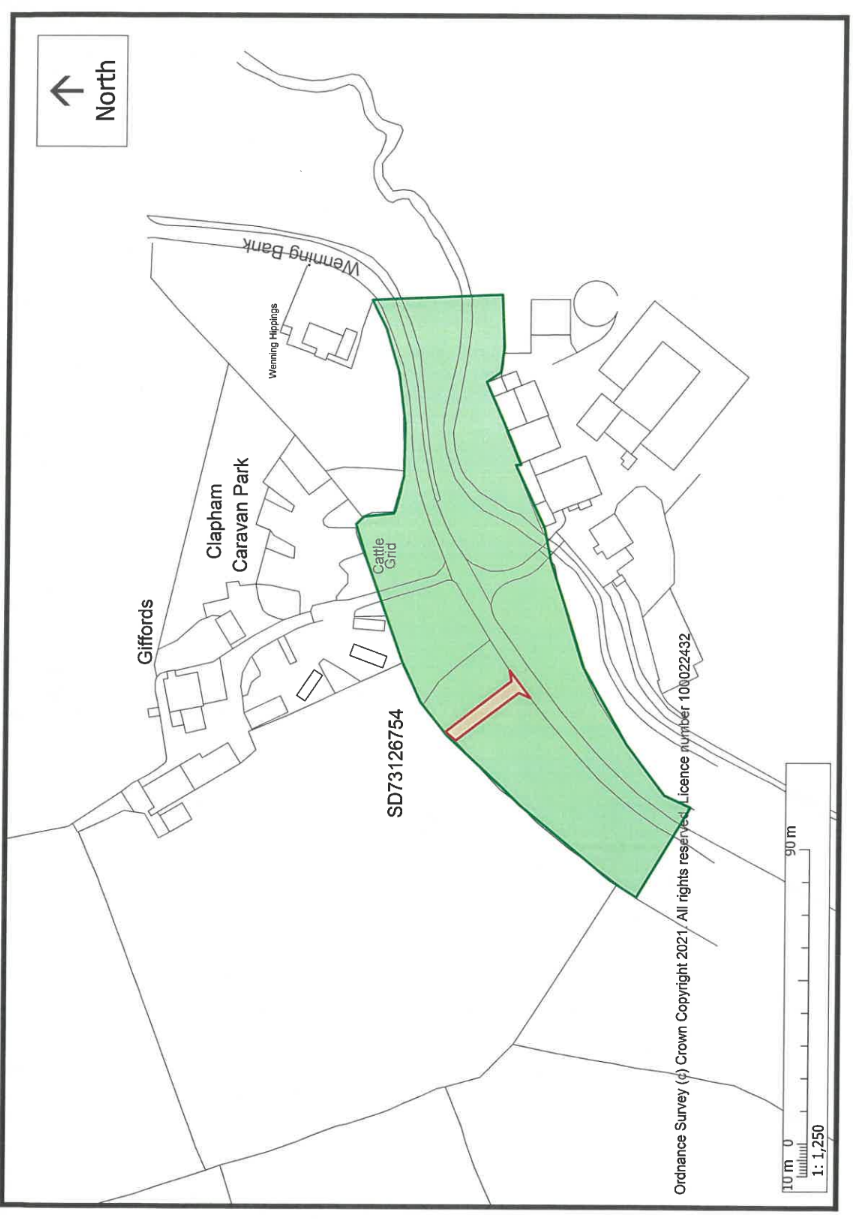 North
Wenning Bank
Wenning Hippings
Clapham
Caravan Park
Giffords
Cattle
Grid
SD73126754
Ordnance Survey (c) Crown Copyright 2021. All rights reserved. Licence number 100022432
10 m 0 90 m
1: 1,250